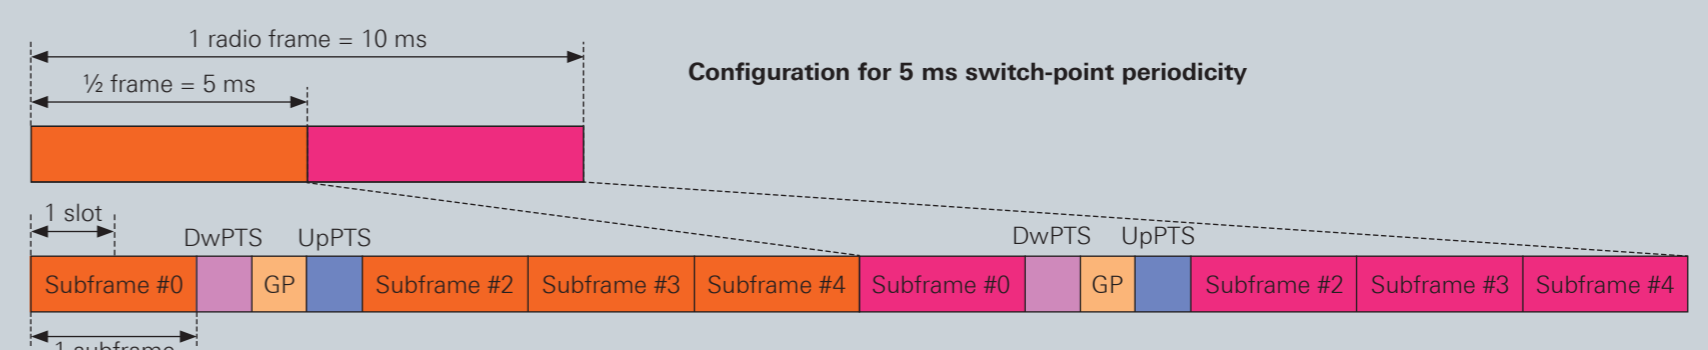 1 radio frame = 10 ms
Configuration for 5 ms switch-point periodicity
½ frame = 5 ms
1 slot
DwPTS UpPTS DwPTS UpPTS
Subframe #0 GP Subframe #2 Subframe #3 Subframe #4 Subframe #0 GP Subframe #2 Subframe #3 Subframe #4
1 subframe